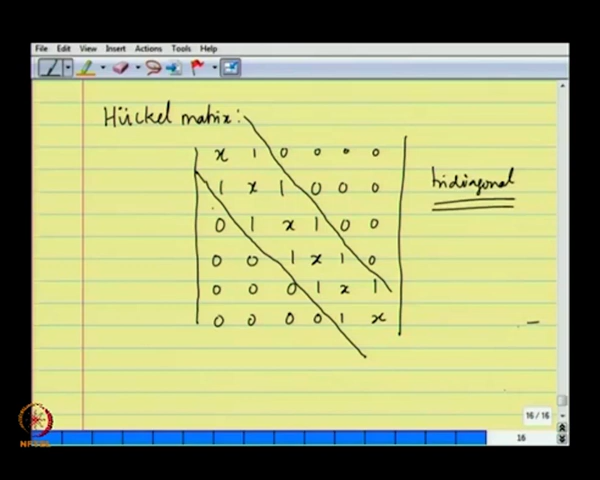 File Edit View Insert Actions Tools Help
Hückel matrix:
x 1 0 0 0 0
1 x 1 0 0 0
0 1 x 1 0 0
0 0 1 x 1 0
0 0 0 1 x 1
0 0 0 0 1 x
tridiagonal
16/16
16
NPTEL